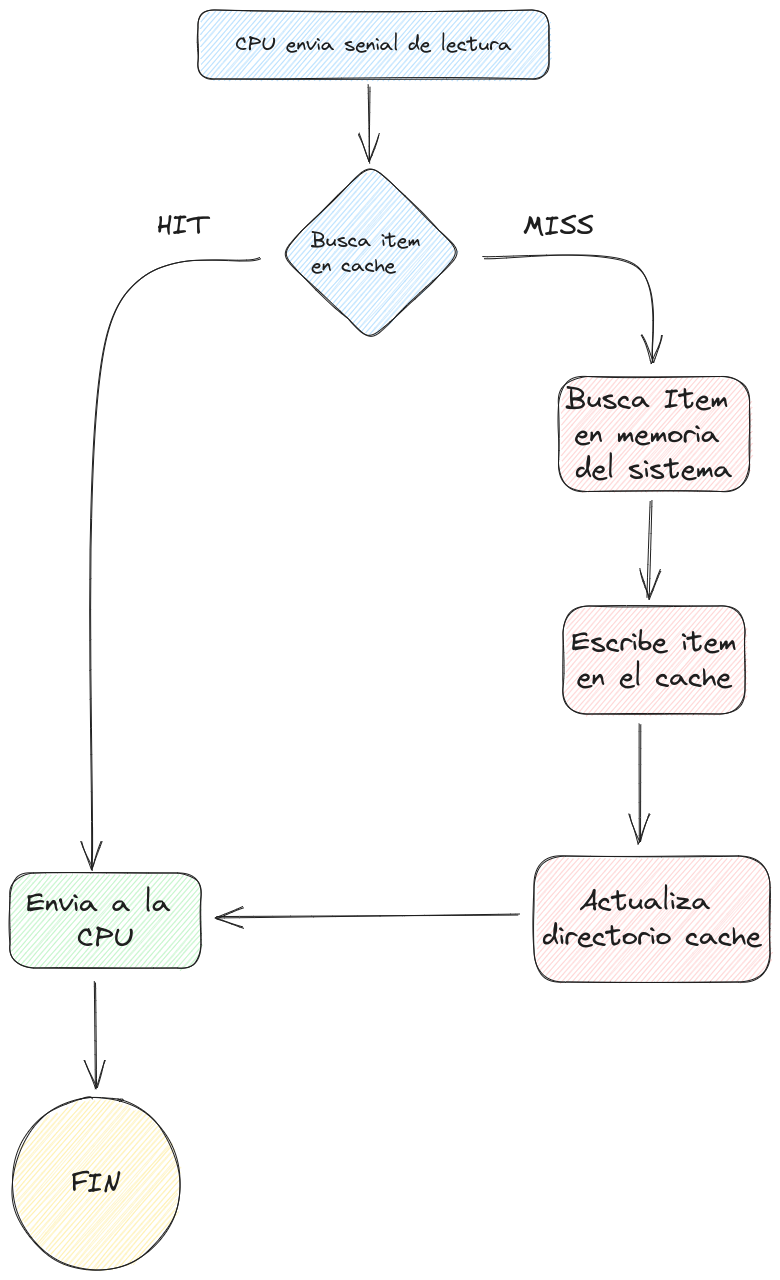 CPU envia senial de lectura
HIT
MISS
Busca item
en cache
Busca Item
en memoria
del sistema
Escribe item
en el cache
Envia a la
CPU
Actualiza
directorio cache
FIN